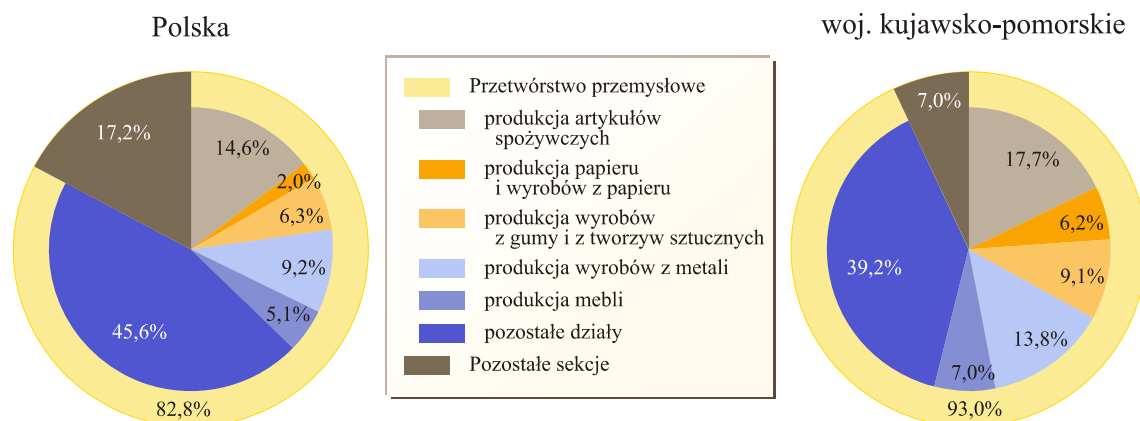 Polska
17,2%
14,6%
2,0%
6,3%
9,2%
5,1%
45,6%
82,8%
Przetwórstwo przemysłowe
produkcja artykułów
spożywczych
produkcja papieru
i wyrobów z papieru
produkcja wyrobów
z gumy i z tworzyw sztucznych
produkcja wyrobów z metali
produkcja mebli
pozostałe działy
Pozostałe sekcje
woj. kujawsko-pomorskie
7,0%
17,7%
6,2%
9,1%
13,8%
7,0%
39,2%
93,0%